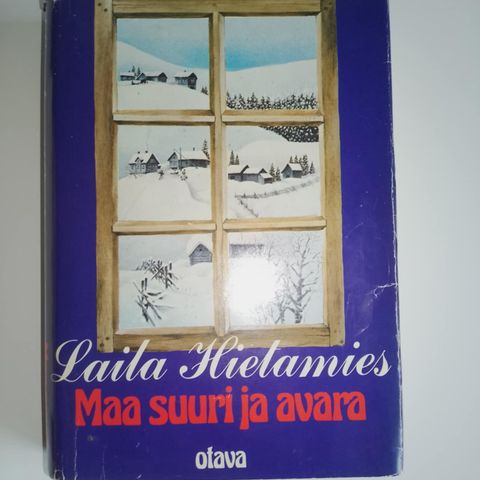 Laila Hietamies
Maa suuri ja avara
otava